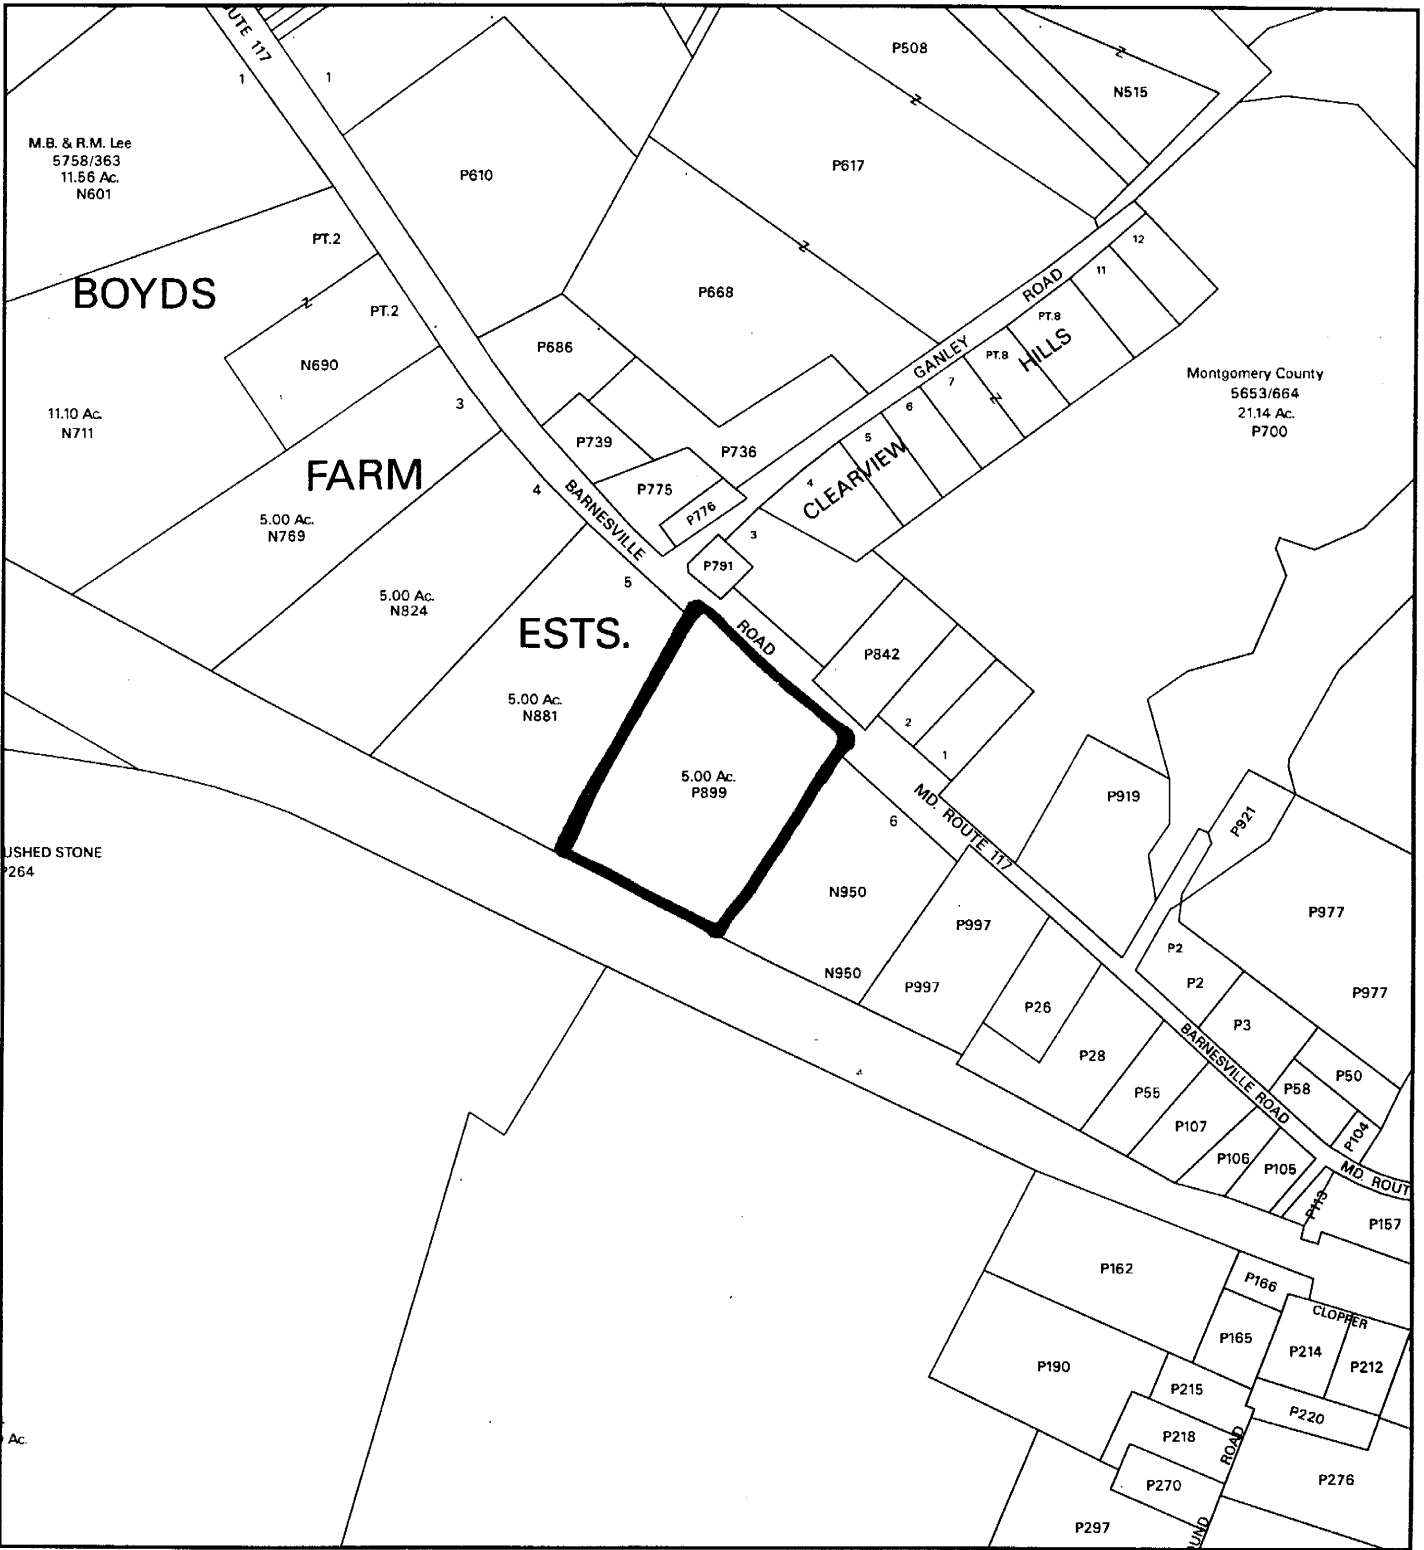 ROUTE 117
1
1
P508
N515
M.B. & R.M. Lee
5758/363
11.56 Ac.
N601
P610
P617
PT.2
BOYDS
PT.2
N690
P668
P686
12
11
ROAD
PT.8
HILLS
PT.8
GANLEY
7
6
5
4
CLEARVIEW
3
Montgomery County
5653/664
21.14 Ac.
P700
11.10 Ac.
N711
3
P739
P736
P775
P776
FARM
4
BARNESVILLE
5.00 Ac.
N769
P791
5
5.00 Ac.
N824
ESTS.
ROAD
P842
5.00 Ac.
N881
2
1
5.00 Ac.
P899
6
MD. ROUTE 117
P919
P921
USHED STONE
P264
N950
P997
P977
N950
P997
P2
P2
P977
P26
P3
P28
BARNESVILLE ROAD
P50
P58
P55
P107
P104
P106
P105
MD. ROUT
P113
P157
P162
P166
CLOPPER
P165
P214
P212
P190
P215
P220
P218
ROAD
P270
P276
P297
UND
Ac.